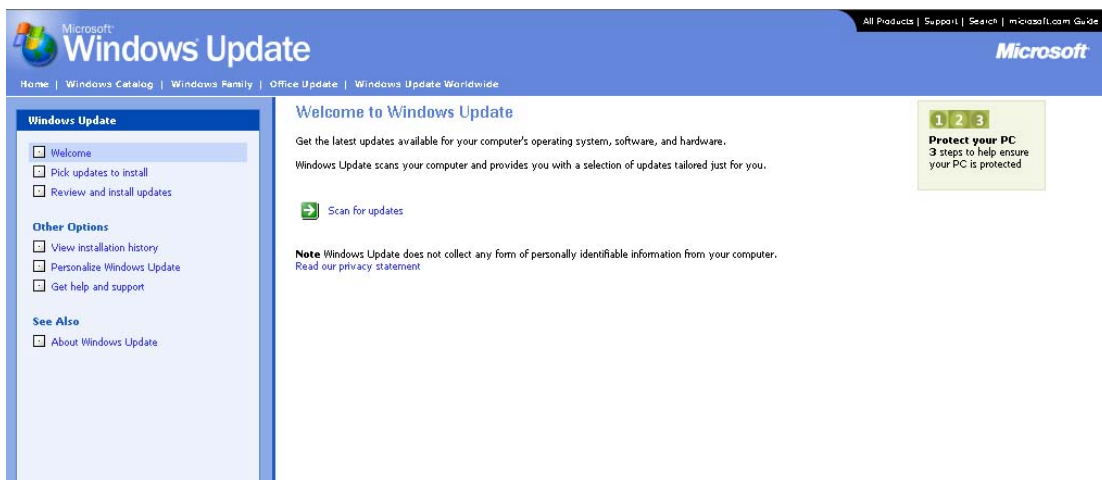 All Products | Support | Search | microsoft.com Guide
Microsoft
Windows Update
Microsoft
Home | Windows Catalog | Windows Family | Office Update | Windows Update Worldwide
Windows Update
Welcome
Pick updates to install
Review and install updates
Other Options
View installation history
Personalize Windows Update
Get help and support
See Also
About Windows Update
Welcome to Windows Update
Get the latest updates available for your computer's operating system, software, and hardware.
Windows Update scans your computer and provides you with a selection of updates tailored just for you.
Scan for updates
Note Windows Update does not collect any form of personally identifiable information from your computer.
Read our privacy statement
1 2 3
Protect your PC
3 steps to help ensure
your PC is protected